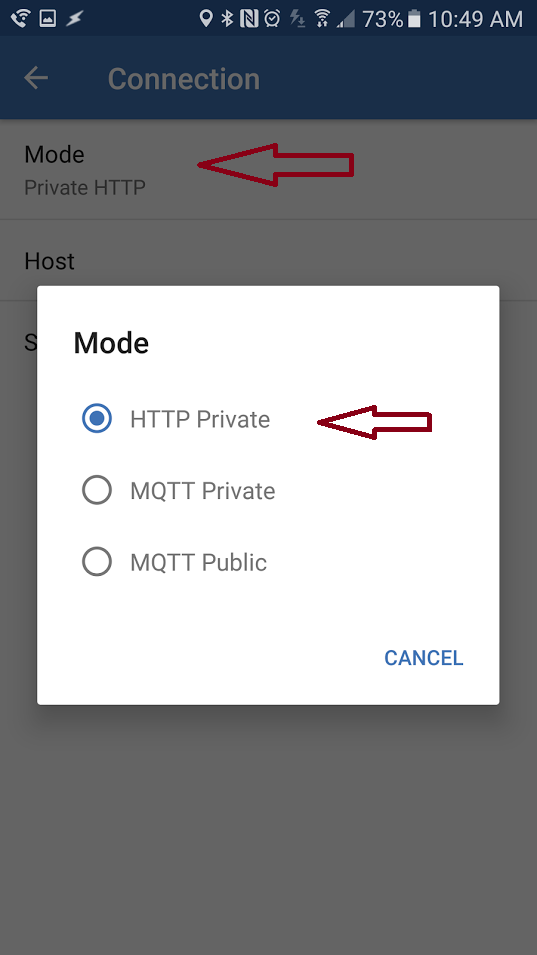 73% 10:49 AM
Connection
Mode
Private HTTP
Host
S
Mode
HTTP Private
MQTT Private
MQTT Public
CANCEL